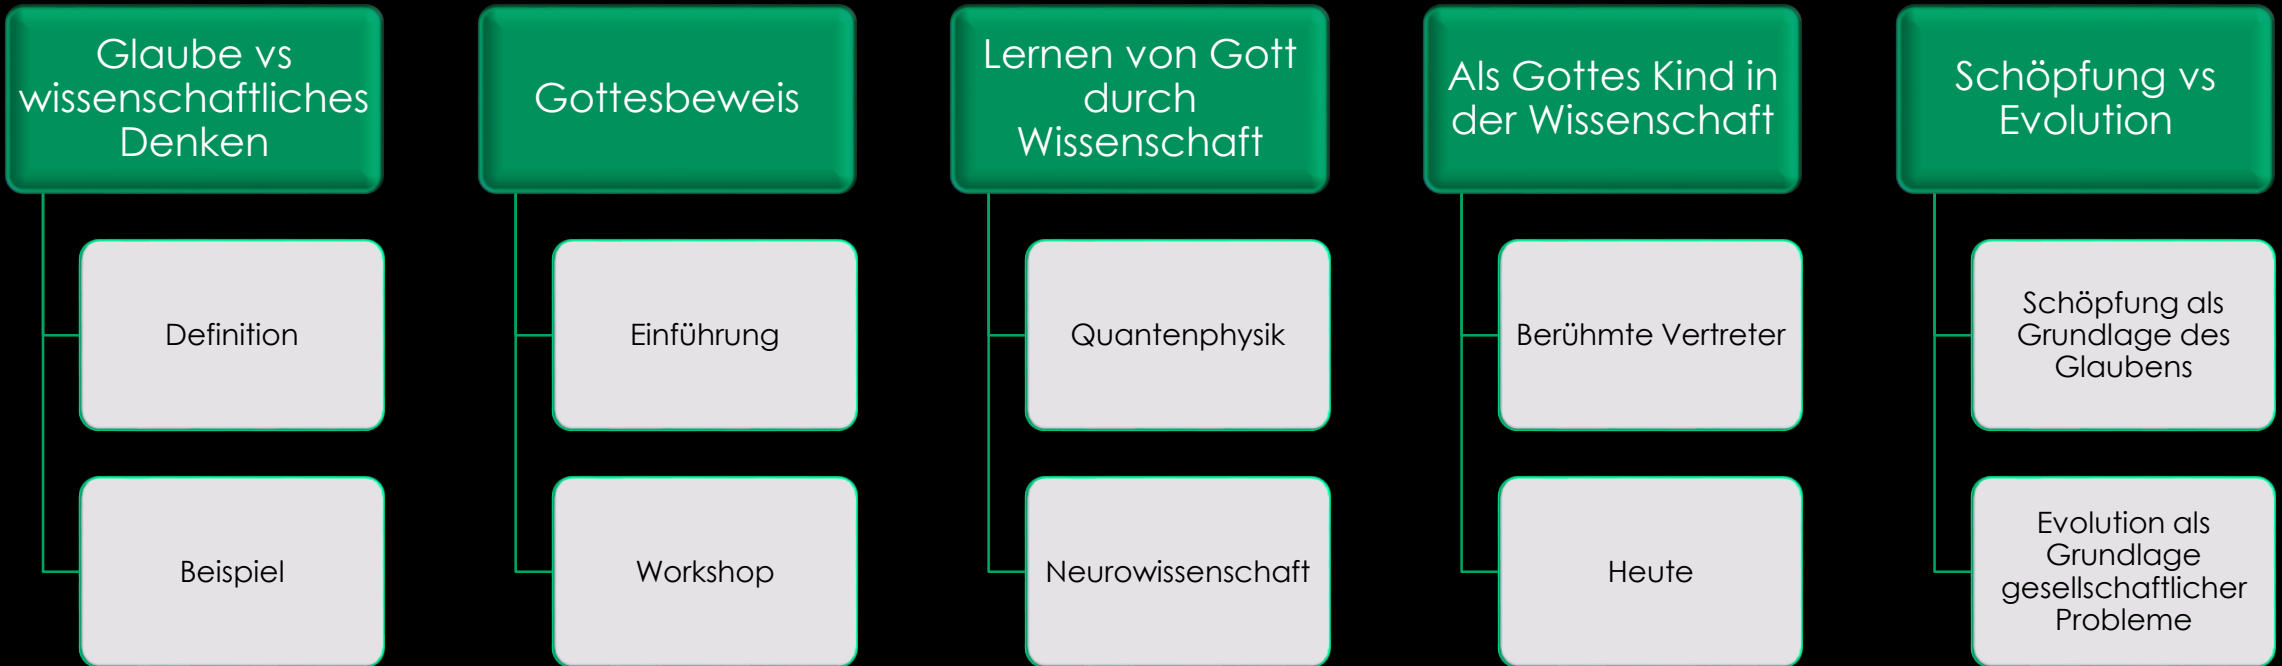 Glaube vs
wissenschaftliches
Denken
Definition
Beispiel
Gottesbeweis
Einführung
Workshop
Lernen von Gott
durch
Wissenschaft
Quantenphysik
Neurowissenschaft
Als Gottes Kind in
der Wissenschaft
Berühmte Vertreter
Heute
Schöpfung vs
Evolution
Schöpfung als
Grundlage des
Glaubens
Evolution als
Grundlage
gesellschaftlicher
Probleme